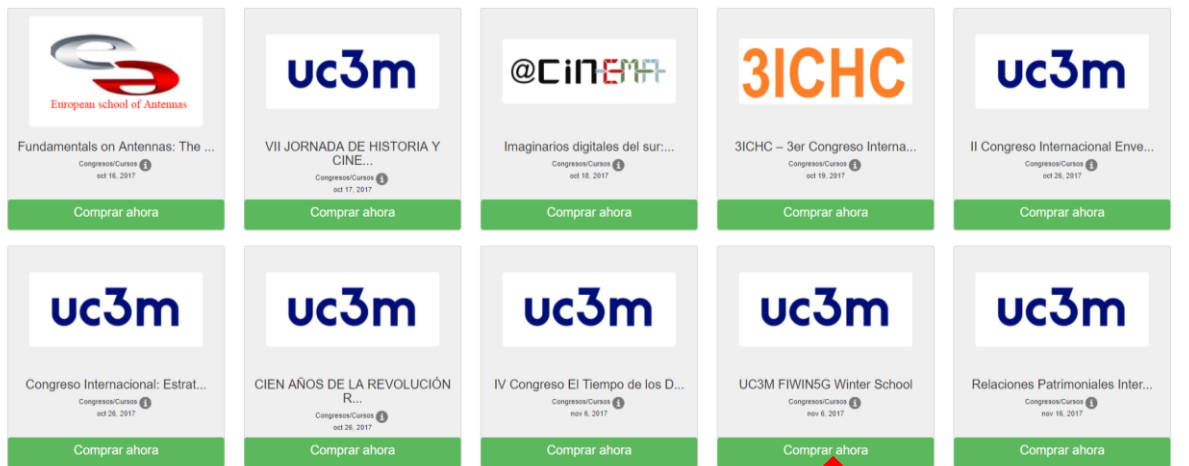 European school of Antennas
Fundamentals on Antennas: The ...
Congresos/Cursos i
oct 16, 2017
Comprar ahora
uc3m
VII JORNADA DE HISTORIA Y
CINE...
Congresos/Cursos i
oct 17, 2017
Comprar ahora
@CinEMA
Imaginarios digitales del sur:...
Congresos/Cursos i
oct 18, 2017
Comprar ahora
3ICHC
3ICHC – 3er Congreso Interna...
Congresos/Cursos i
oct 19, 2017
Comprar ahora
uc3m
II Congreso Internacional Enve...
Congresos/Cursos i
oct 26, 2017
Comprar ahora
uc3m
Congreso Internacional: Estrat...
Congresos/Cursos i
oct 26, 2017
Comprar ahora
uc3m
CIEN AÑOS DE LA REVOLUCIÓN
R...
Congresos/Cursos i
oct 26, 2017
Comprar ahora
uc3m
IV Congreso El Tiempo de los D...
Congresos/Cursos i
nov 6, 2017
Comprar ahora
uc3m
UC3M FIWIN5G Winter School
Congresos/Cursos i
nov 6, 2017
Comprar ahora
uc3m
Relaciones Patrimoniales Inter...
Congresos/Cursos i
nov 16, 2017
Comprar ahora